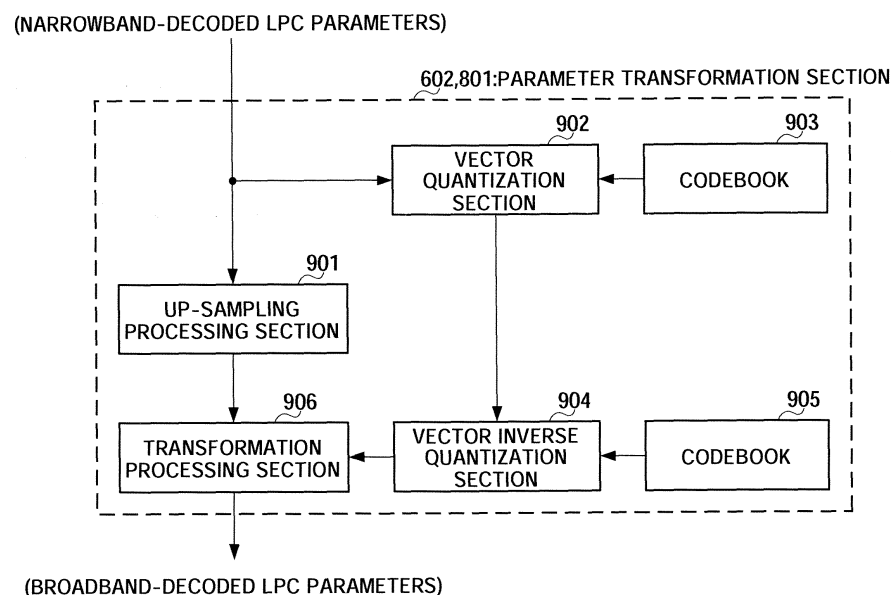 (NARROWBAND-DECODED LPC PARAMETERS)
602,801:PARAMETER TRANSFORMATION SECTION
902
VECTOR
QUANTIZATION
SECTION
903
CODEBOOK
901
UP-SAMPLING
PROCESSING SECTION
906
TRANSFORMATION
PROCESSING SECTION
904
VECTOR INVERSE
QUANTIZATION
SECTION
905
CODEBOOK
(BROADBAND-DECODED LPC PARAMETERS)